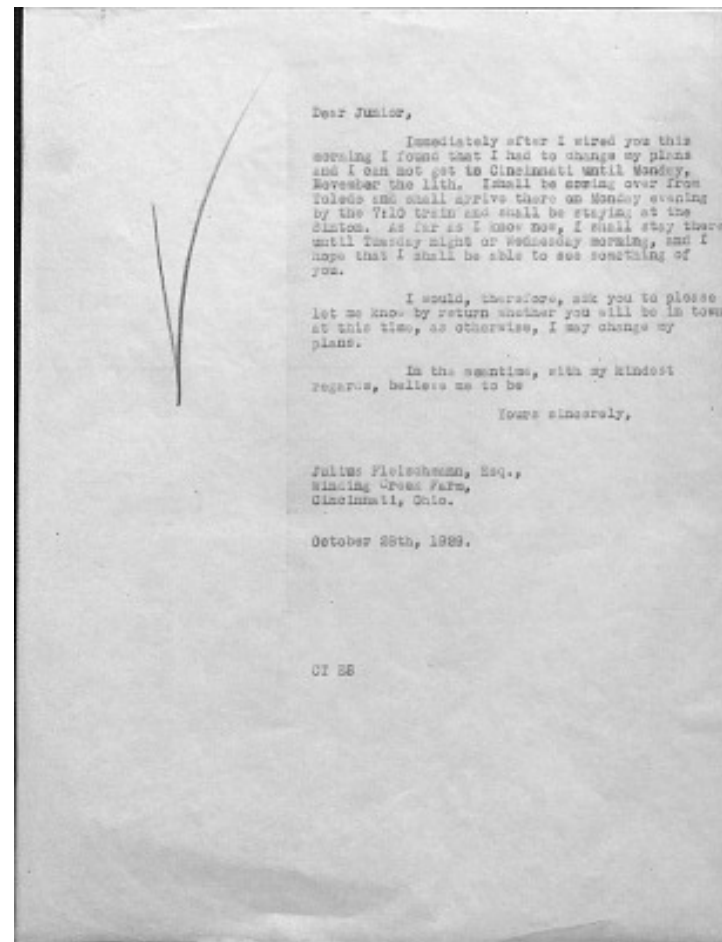 Dear Junior,
Immediately after I wired you this
morning I found that I had to change my plans
and I can not get to Cincinnati until Monday,
November the 11th. Ishall be coming over from
Toledo and shall arrive there on Monday evening
by the 7:10 train and shall be staying at the
Sinton. As far as I know now, I shall stay there
until Tuesday night or Wednesday morning, and I
hope that I shall be able to see something of
you.
I would, therefore, ask you to please
let me know by return whether you will be in town
at this time, as otherwise, I may change my
plans.
In the meantime, with my kindest
regards, believe me to be
Yours sincerely,
Julius Fleischmann, Esq.,
Winding Creek Farm,
Cincinnati, Ohio.
October 28th, 1929.
CT